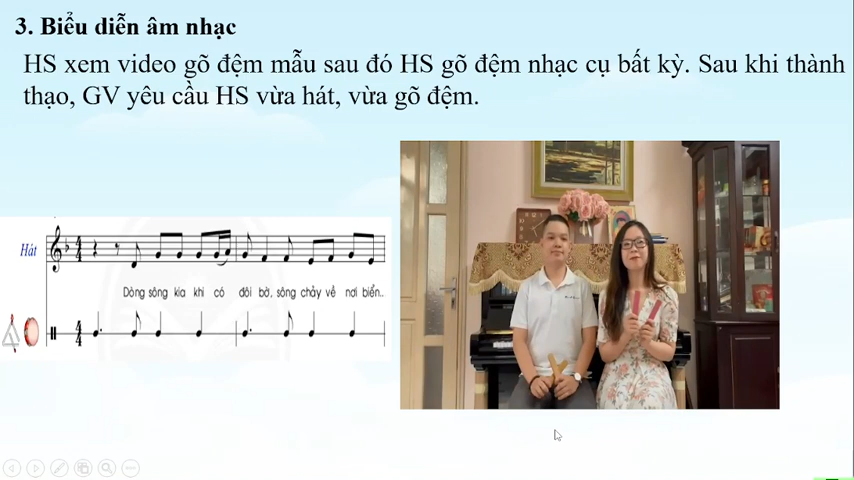 3. Biểu diễn âm nhạc
HS xem video gõ đệm mẫu sau đó HS gõ đệm nhạc cụ bất kỳ. Sau khi thành
thạo, GV yêu cầu HS vừa hát, vừa gõ đệm.
Hát
Dòng sông kia khi có đôi bờ, sông chảy về nơi biển..